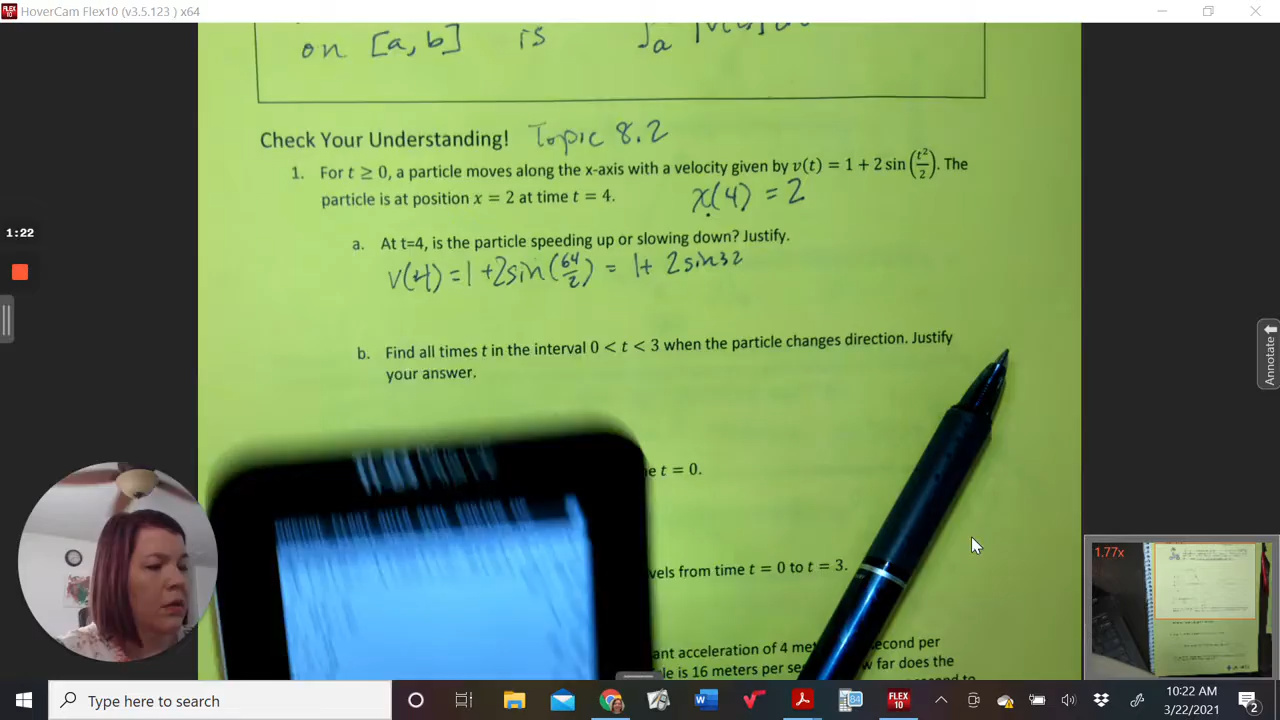 HoverCam Flex10 (v3.5.123 ) x64
on [a, b] is ∫a
Check Your Understanding! Topic 8.2
1. For t ≥ 0, a particle moves along the x-axis with a velocity given by v(t) = 1 + 2 sin (t²/2). The
particle is at position x = 2 at time t = 4. x(4) = 2
a. At t=4, is the particle speeding up or slowing down? Justify.
v(4) = 1 + 2sin(64/2) = 1 + 2 sin32
b. Find all times t in the interval 0 < t < 3 when the particle changes direction. Justify
your answer.
t = 0.
vels from time t = 0 to t = 3.
ant acceleration of 4 me econd per
le is 16 meters per se w far does the
1:22
Annotate
1.77x
Type here to search
FLEX
10
10:22 AM
3/22/2021
2